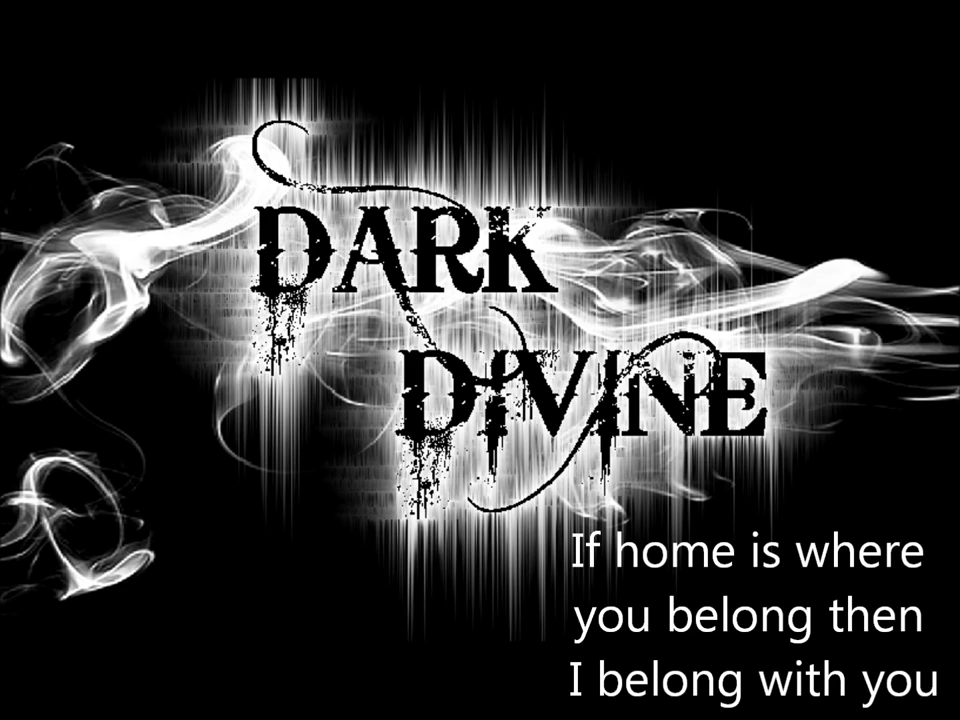 DARK
DIVINE
If home is where
you belong then
I belong with you